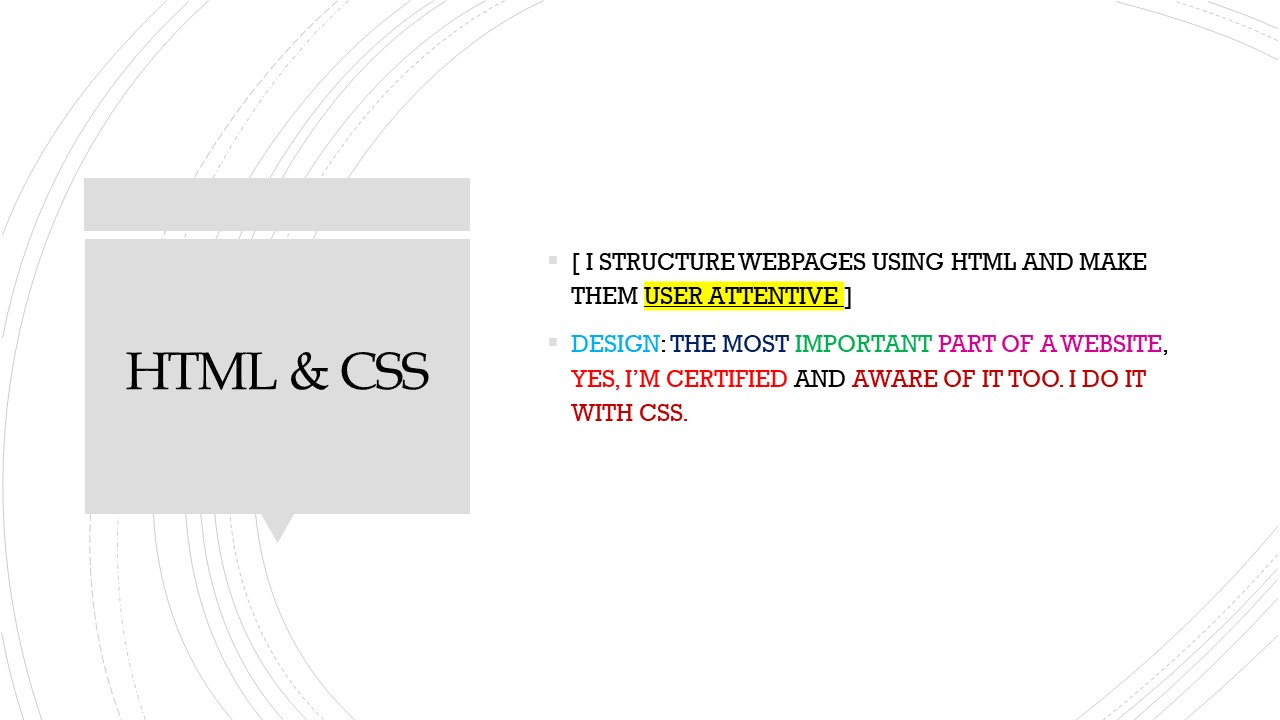 HTML & CSS
[ I STRUCTURE WEBPAGES USING HTML AND MAKE
THEM USER ATTENTIVE ]
DESIGN: THE MOST IMPORTANT PART OF A WEBSITE,
YES, I’M CERTIFIED AND AWARE OF IT TOO. I DO IT
WITH CSS.